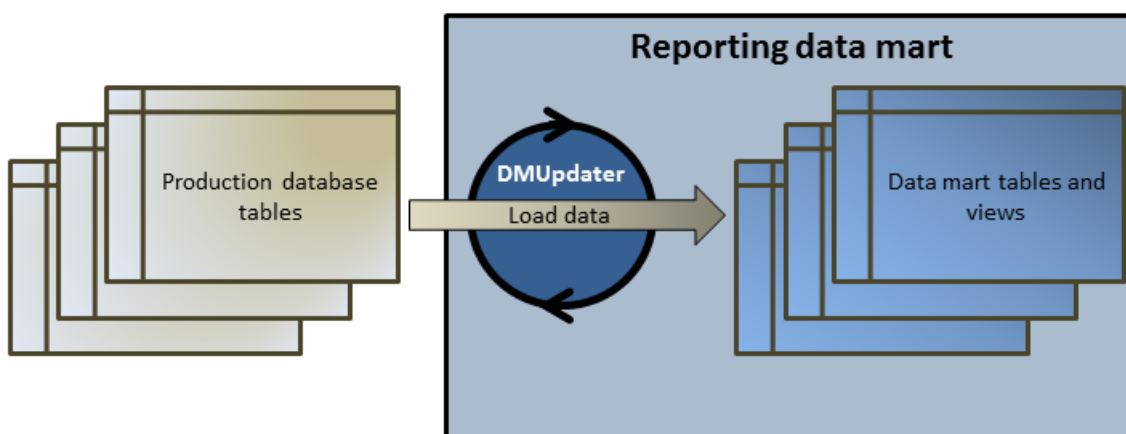 Reporting data mart
Production database
tables
DMUpdater
Load data
Data mart tables and
views